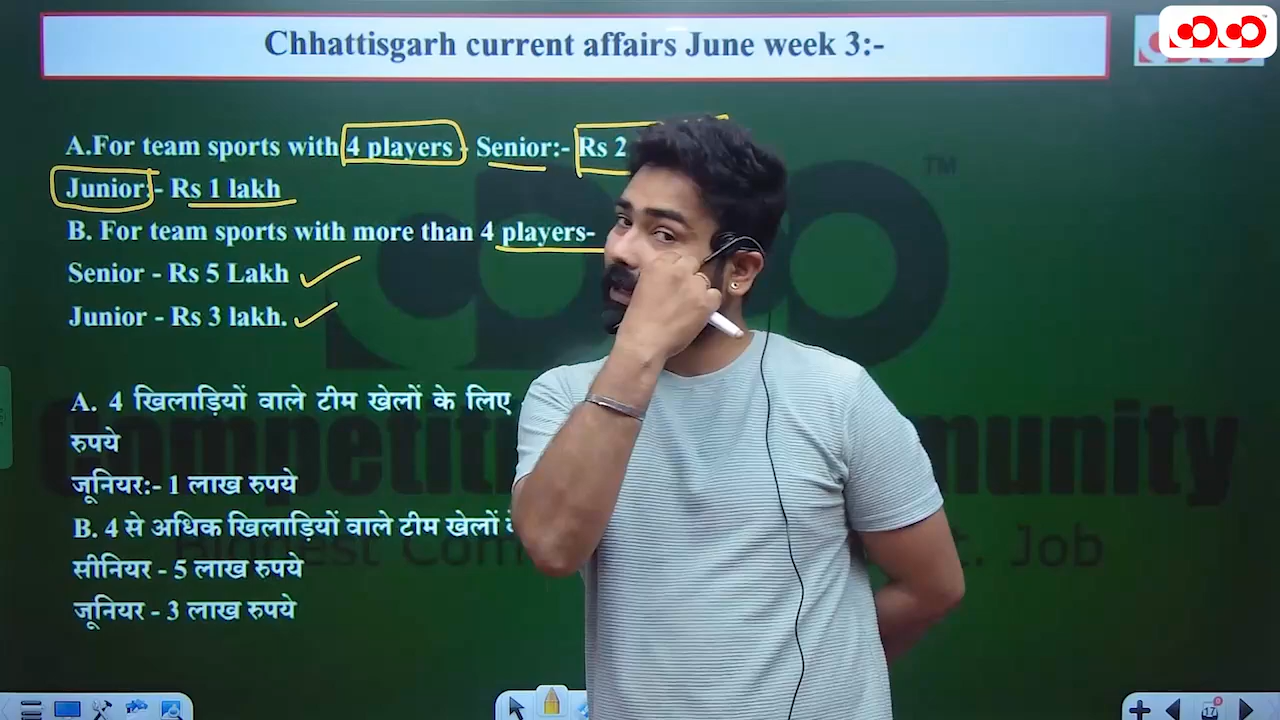 Chhattisgarh current affairs June week 3:-
A.For team sports with 4 players - Senior:- Rs 2
Junior:- Rs 1 lakh
B. For team sports with more than 4 players-
Senior - Rs 5 Lakh
Junior - Rs 3 lakh.
A. 4 खिलाड़ियों वाले टीम खेलों के लिए
रुपये
जूनियर:- 1 लाख रुपये
B. 4 से अधिक खिलाड़ियों वाले टीम खेलों
सीनियर - 5 लाख रुपये
जूनियर - 3 लाख रुपये
TM
17